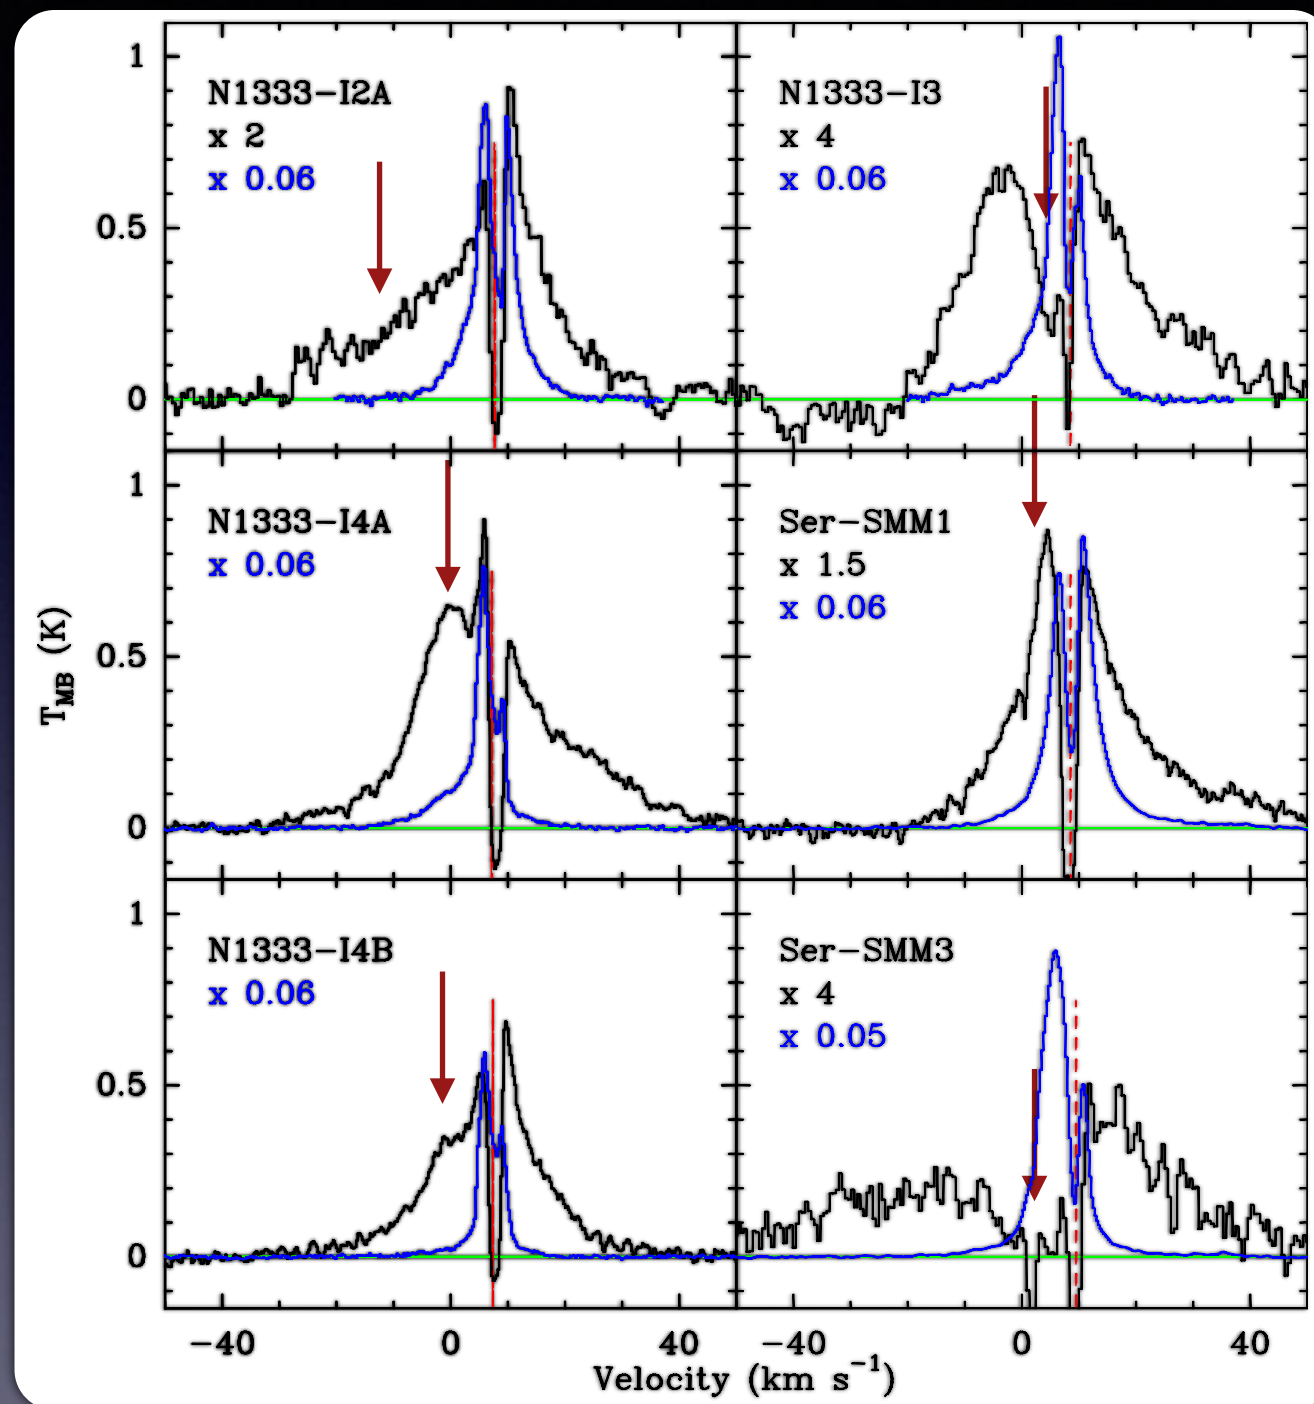 1
0.5
0
N1333-I2A
x 2
x 0.06
N1333-I3
x 4
x 0.06
1
0.5
0
N1333-I4A
x 0.06
Ser-SMM1
x 1.5
x 0.06
T_MB (K)
1
0.5
0
N1333-I4B
x 0.06
Ser-SMM3
x 4
x 0.05
−40 0 40 −40 0 40
Velocity (km s⁻¹)